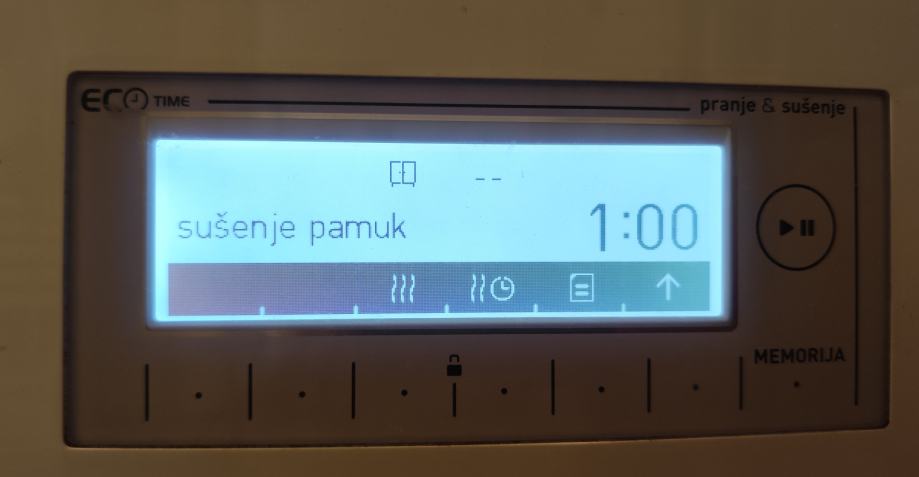 ECO TIME
pranje & sušenje
--
sušenje pamuk 1:00
MEMORIJA